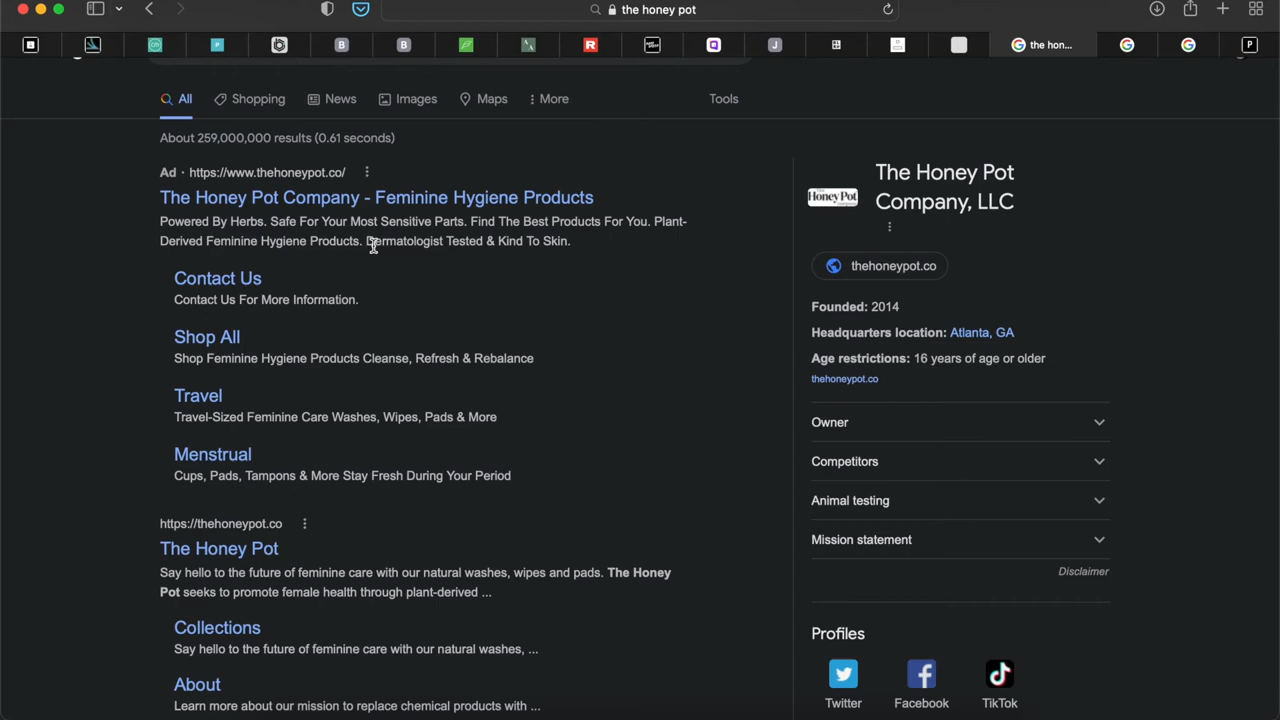 the honey pot
the hon...
All
Shopping
News
Images
Maps
More
Tools
About 259,000,000 results (0.61 seconds)
Ad · https://www.thehoneypot.co/
The Honey Pot Company - Feminine Hygiene Products
Powered By Herbs. Safe For Your Most Sensitive Parts. Find The Best Products For You. Plant-
Derived Feminine Hygiene Products. Dermatologist Tested & Kind To Skin.
Contact Us
Contact Us For More Information.
Shop All
Shop Feminine Hygiene Products Cleanse, Refresh & Rebalance
Travel
Travel-Sized Feminine Care Washes, Wipes, Pads & More
Menstrual
Cups, Pads, Tampons & More Stay Fresh During Your Period
https://thehoneypot.co
The Honey Pot
Say hello to the future of feminine care with our natural washes, wipes and pads. The Honey
Pot seeks to promote female health through plant-derived ...
Collections
Say hello to the future of feminine care with our natural washes, ...
About
Learn more about our mission to replace chemical products with ...
Honey Pot
The Honey Pot
Company, LLC
thehoneypot.co
Founded: 2014
Headquarters location: Atlanta, GA
Age restrictions: 16 years of age or older
thehoneypot.co
Owner
Competitors
Animal testing
Mission statement
Disclaimer
Profiles
Twitter
Facebook
TikTok